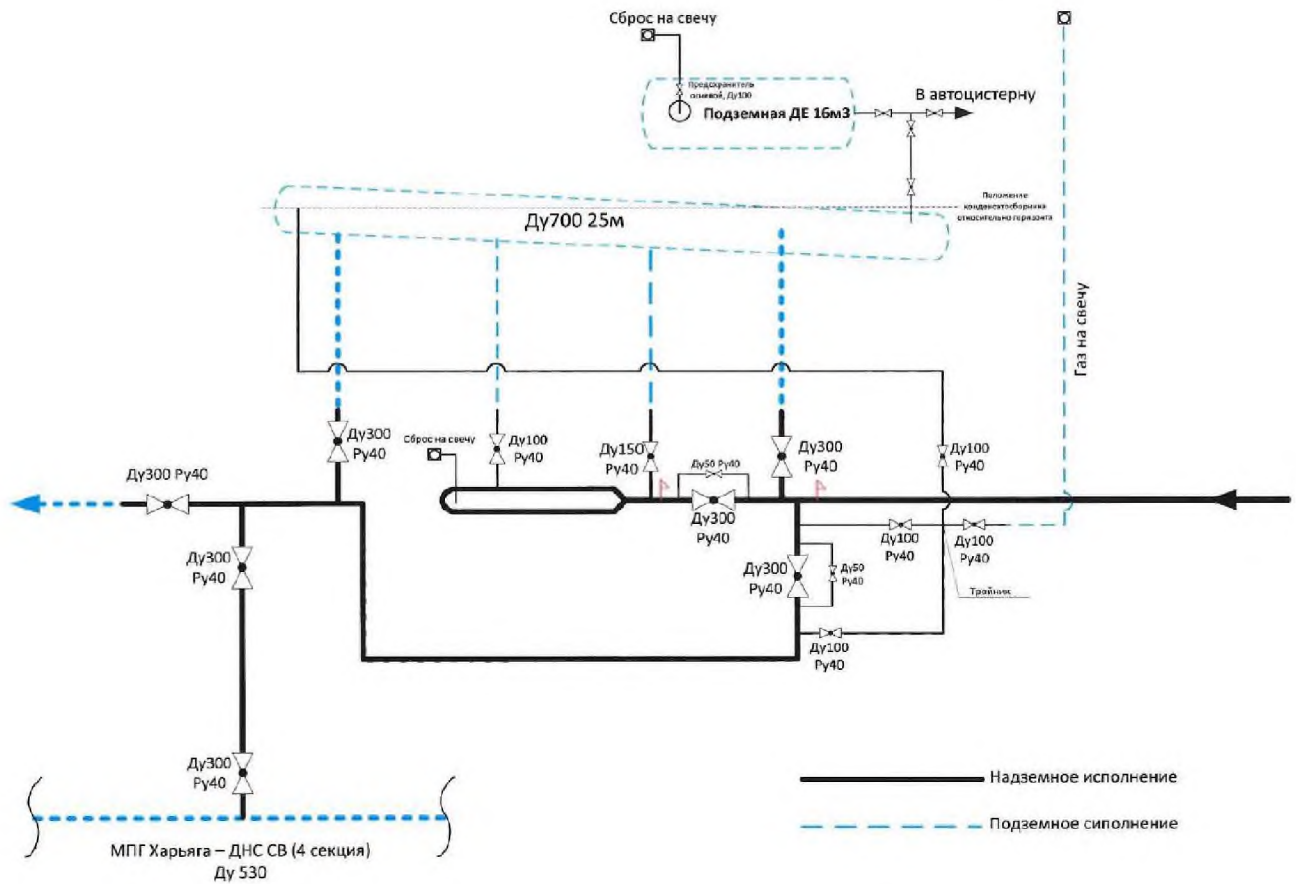 Сброс на свечу
Предохранитель
огневой, Ду100
Подземная ДЕ 16м3
В автоцистерну
Положение
конденсатосборника
относительно горизонта
Ду700 25м
Газ на свечу
Ду300
Ру40
Сброс на свечу
Ду100
Ру40
Ду150
Ру40
Ду50 Ру40
Ду300
Ру40
Ду100
Ру40
Ду300 Ру40
Ду300
Ру40
Ду100
Ру40
Ду100
Ру40
Ду300
Ру40
Ду300
Ру40
Ду50
Ру40
Тройник
Ду100
Ру40
Ду300
Ру40
Надземное исполнение
Подземное сиполнение
МПГ Харьяга – ДНС СВ (4 секция)
Ду 530